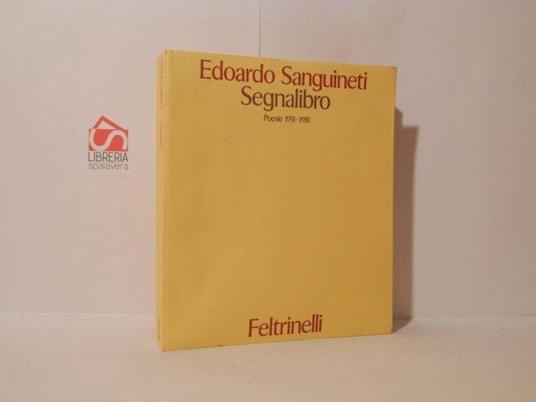 Edoardo Sanguineti
Segnalibro
Poesie 1951-1981
LIBRERIA
spalavera
Feltrinelli